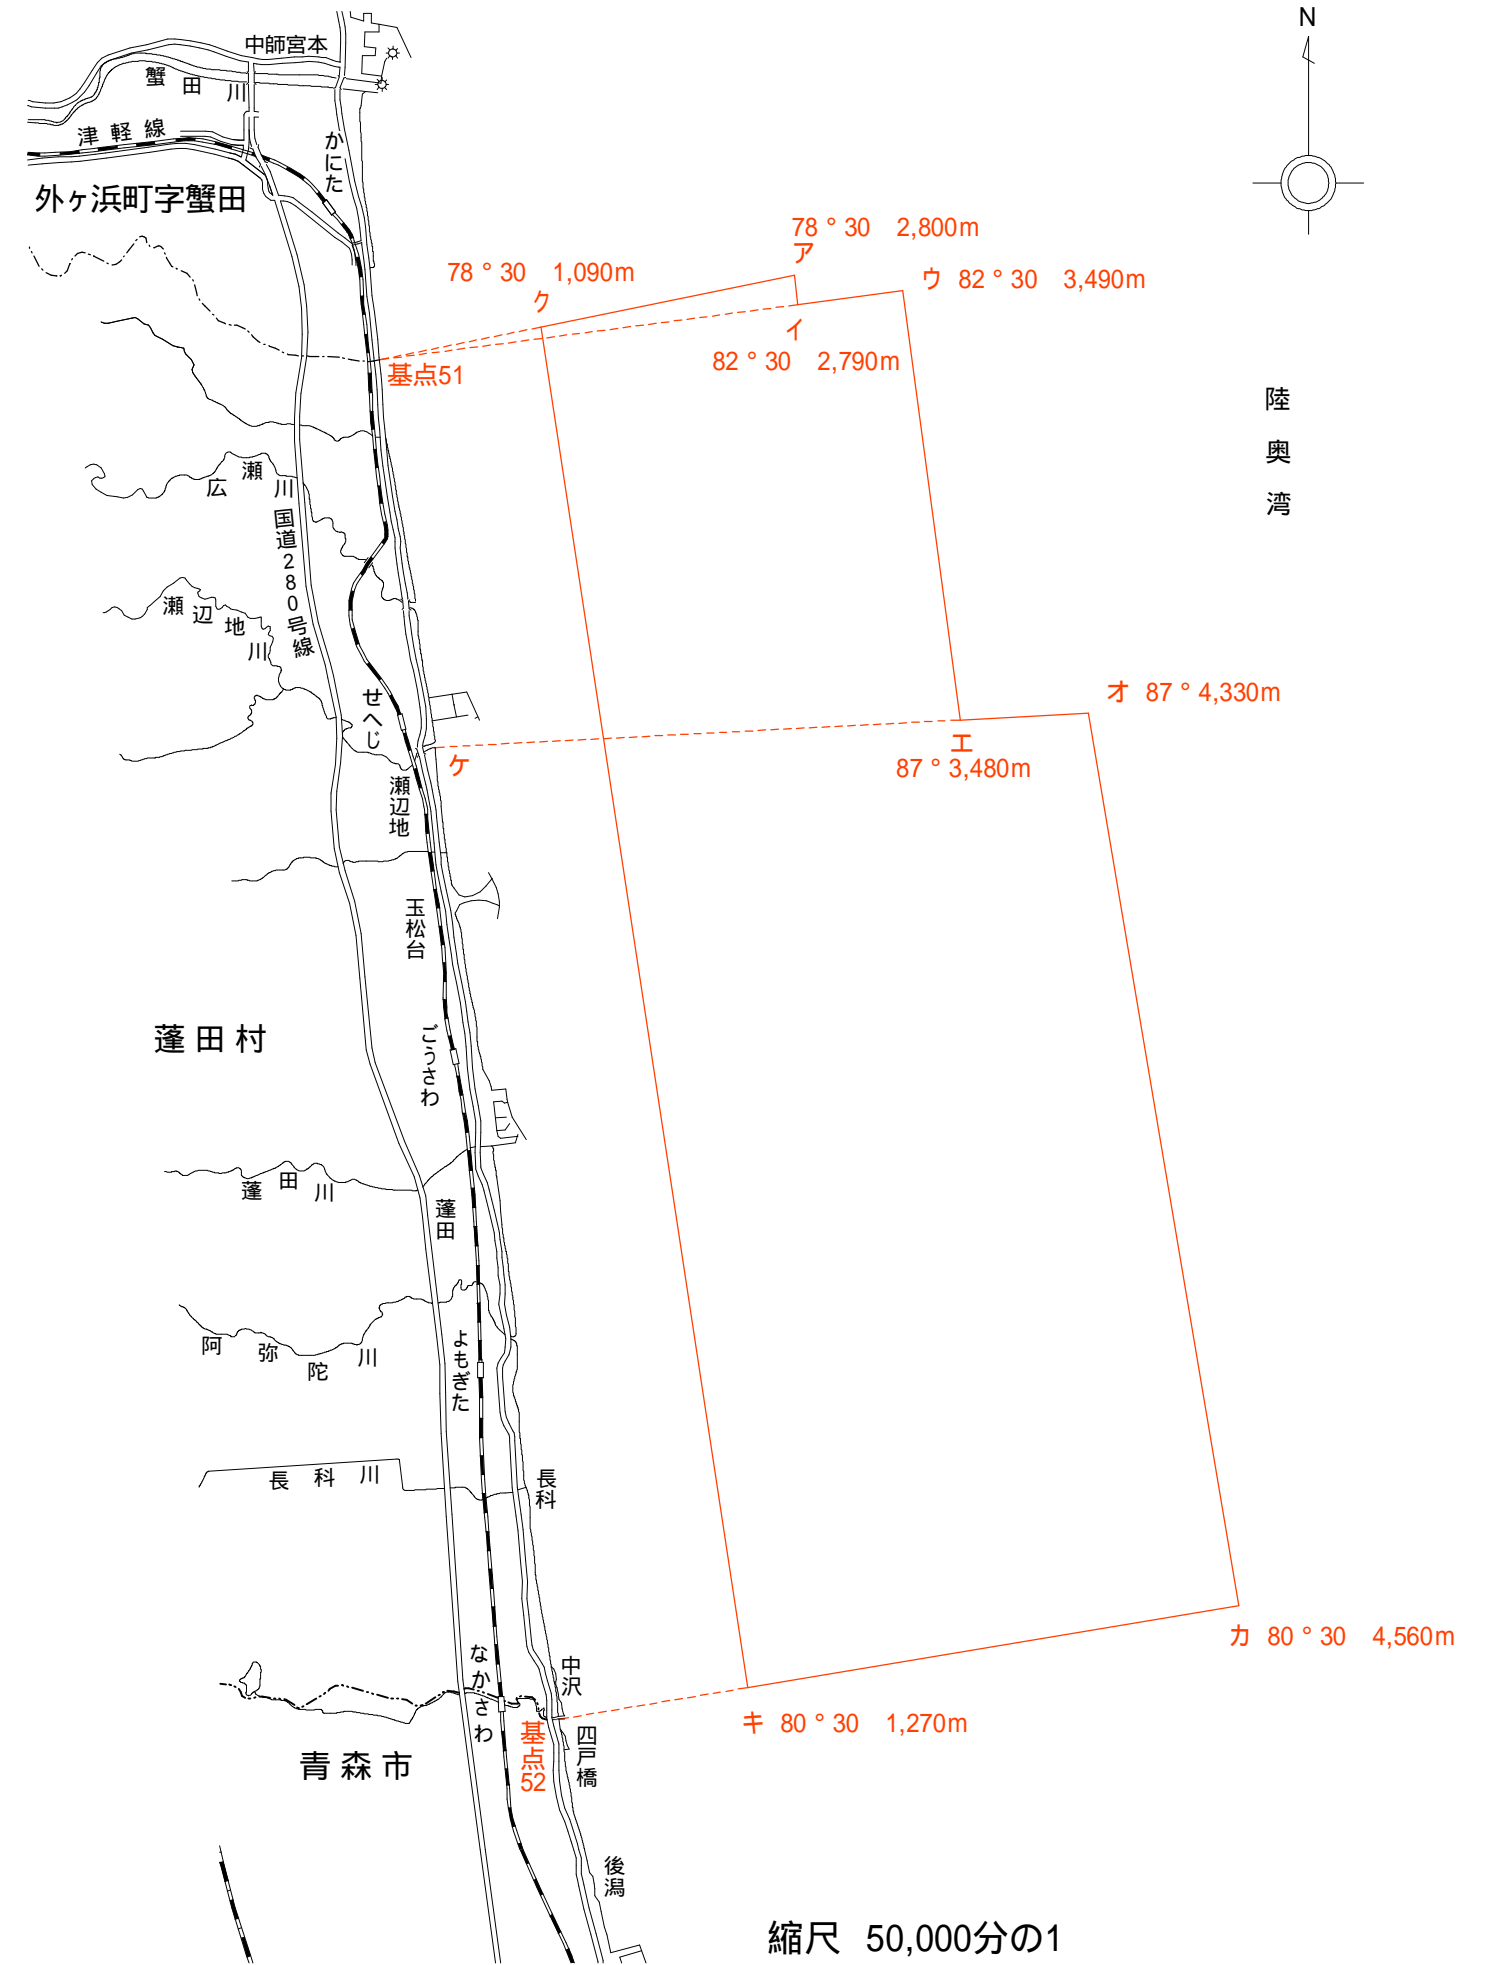 N
中師宮本
蟹田川
津軽線
かにた
外ヶ浜町字蟹田
78°30 2,800m
ア
78°30 1,090m
ク
ウ 82°30 3,490m
イ
82°30 2,790m
基点51
陸奥湾
広瀬川
国道280号線
瀬辺地川
せへじ
オ 87°4,330m
エ
87°3,480m
ケ
瀬辺地
玉松台
蓬田村
ごうさわ
蓬田川
蓬田
阿弥陀川
よもぎた
長科川
長科
カ 80°30 4,560m
なかさわ
中沢
キ 80°30 1,270m
基点52
四戸橋
青森市
後潟
縮尺 50,000分の1